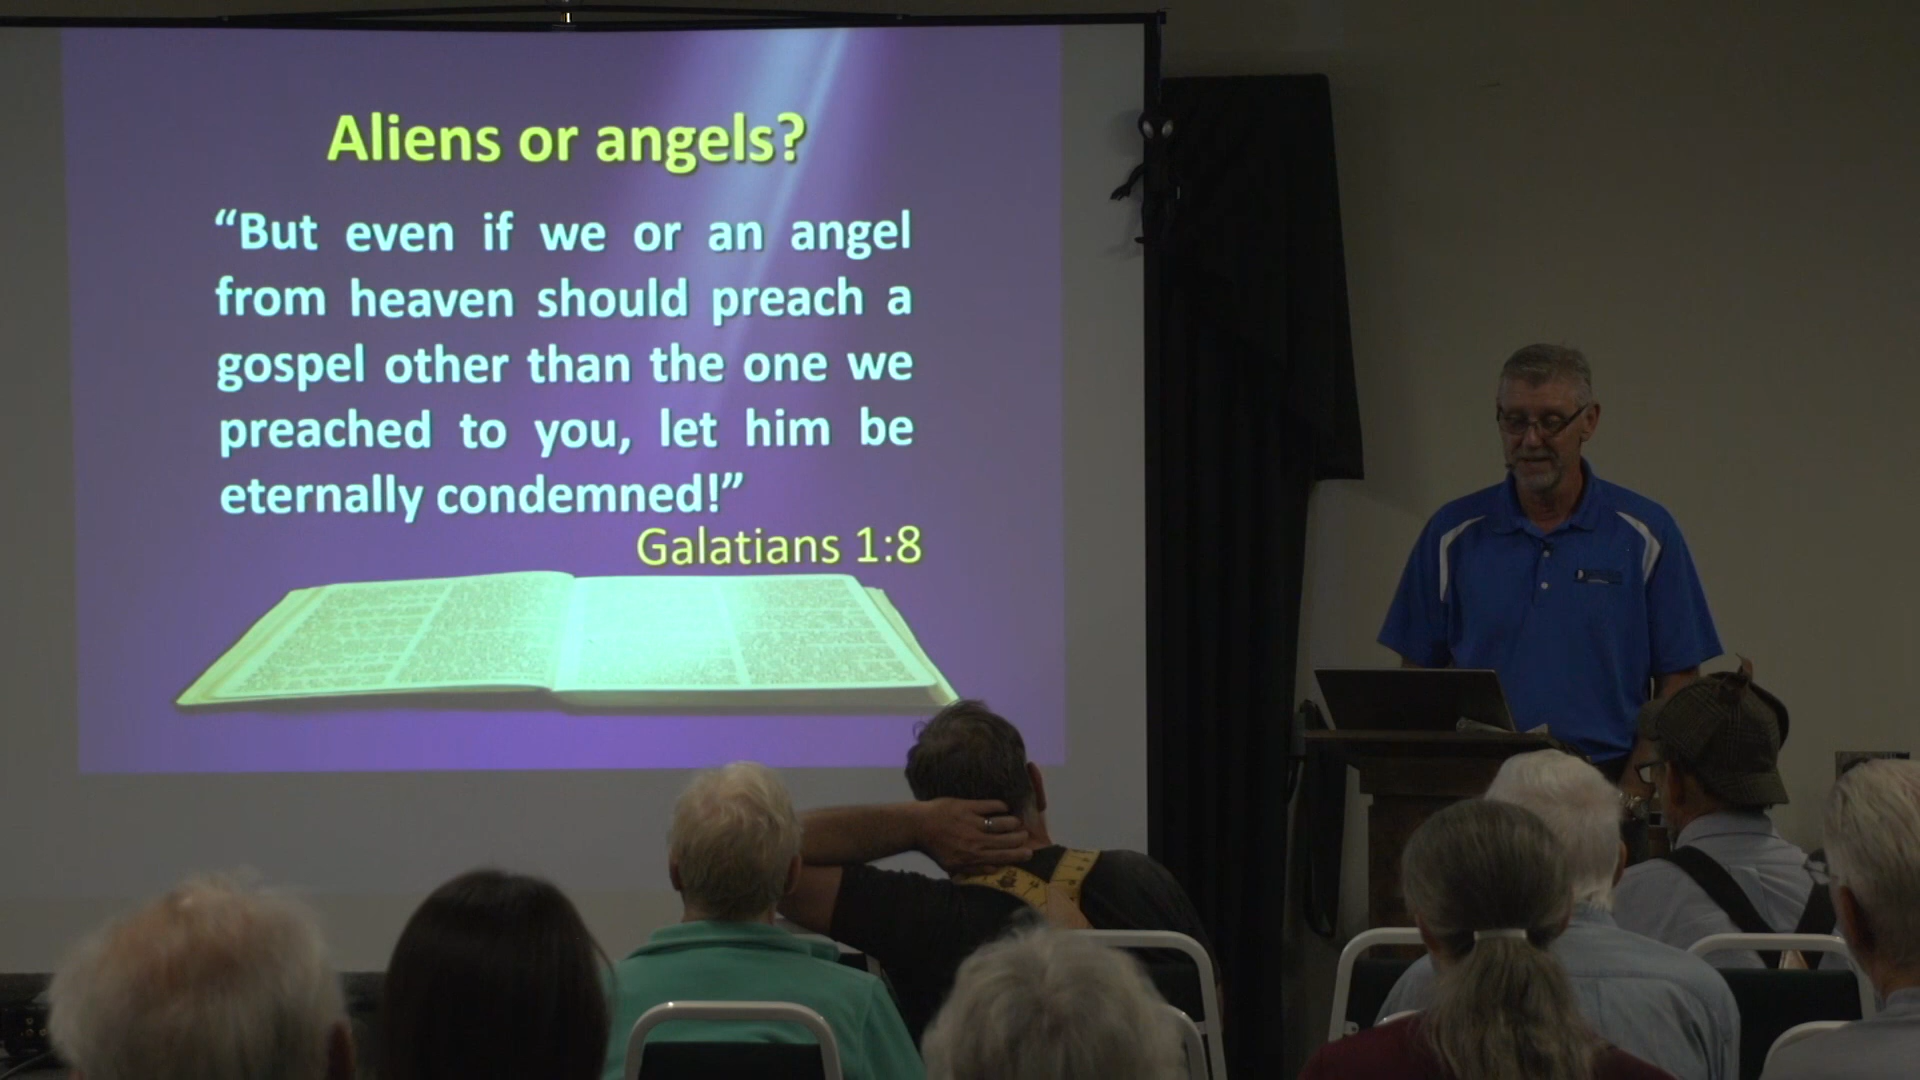 Aliens or angels?
“But even if we or an angel
from heaven should preach a
gospel other than the one we
preached to you, let him be
eternally condemned!”
Galatians 1:8